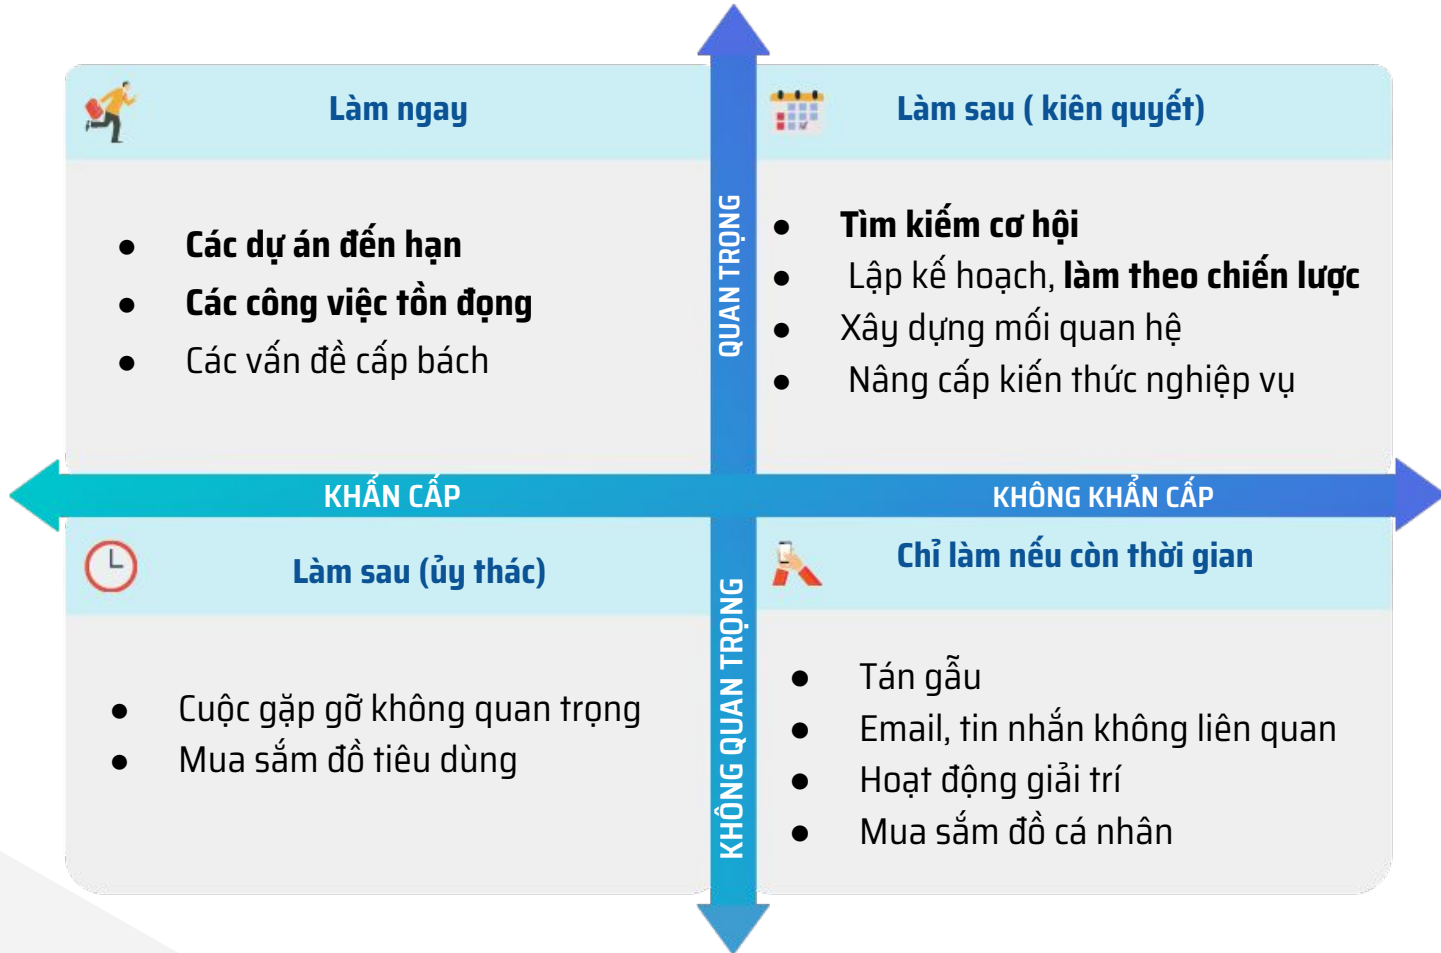 Làm ngay
● Các dự án đến hạn
● Các công việc tồn đọng
● Các vấn đề cấp bách
Làm sau ( kiên quyết)
● Tìm kiếm cơ hội
● Lập kế hoạch, làm theo chiến lược
● Xây dựng mối quan hệ
● Nâng cấp kiến thức nghiệp vụ
QUAN TRỌNG
KHẨN CẤP
KHÔNG KHẨN CẤP
Làm sau (ủy thác)
● Cuộc gặp gỡ không quan trọng
● Mua sắm đồ tiêu dùng
KHÔNG QUAN TRỌNG
Chỉ làm nếu còn thời gian
● Tán gẫu
● Email, tin nhắn không liên quan
● Hoạt động giải trí
● Mua sắm đồ cá nhân